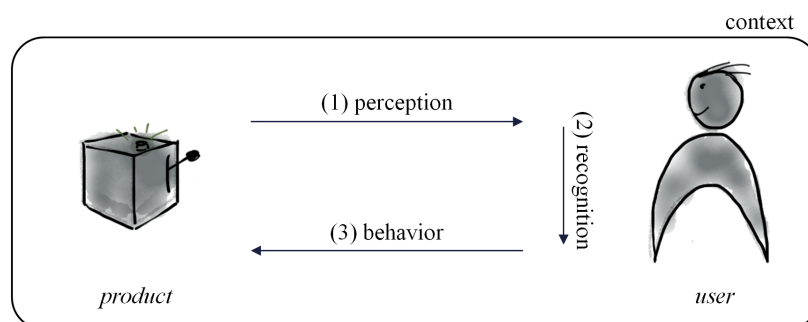 context
(1) perception
(2) recognition
(3) behavior
product
user